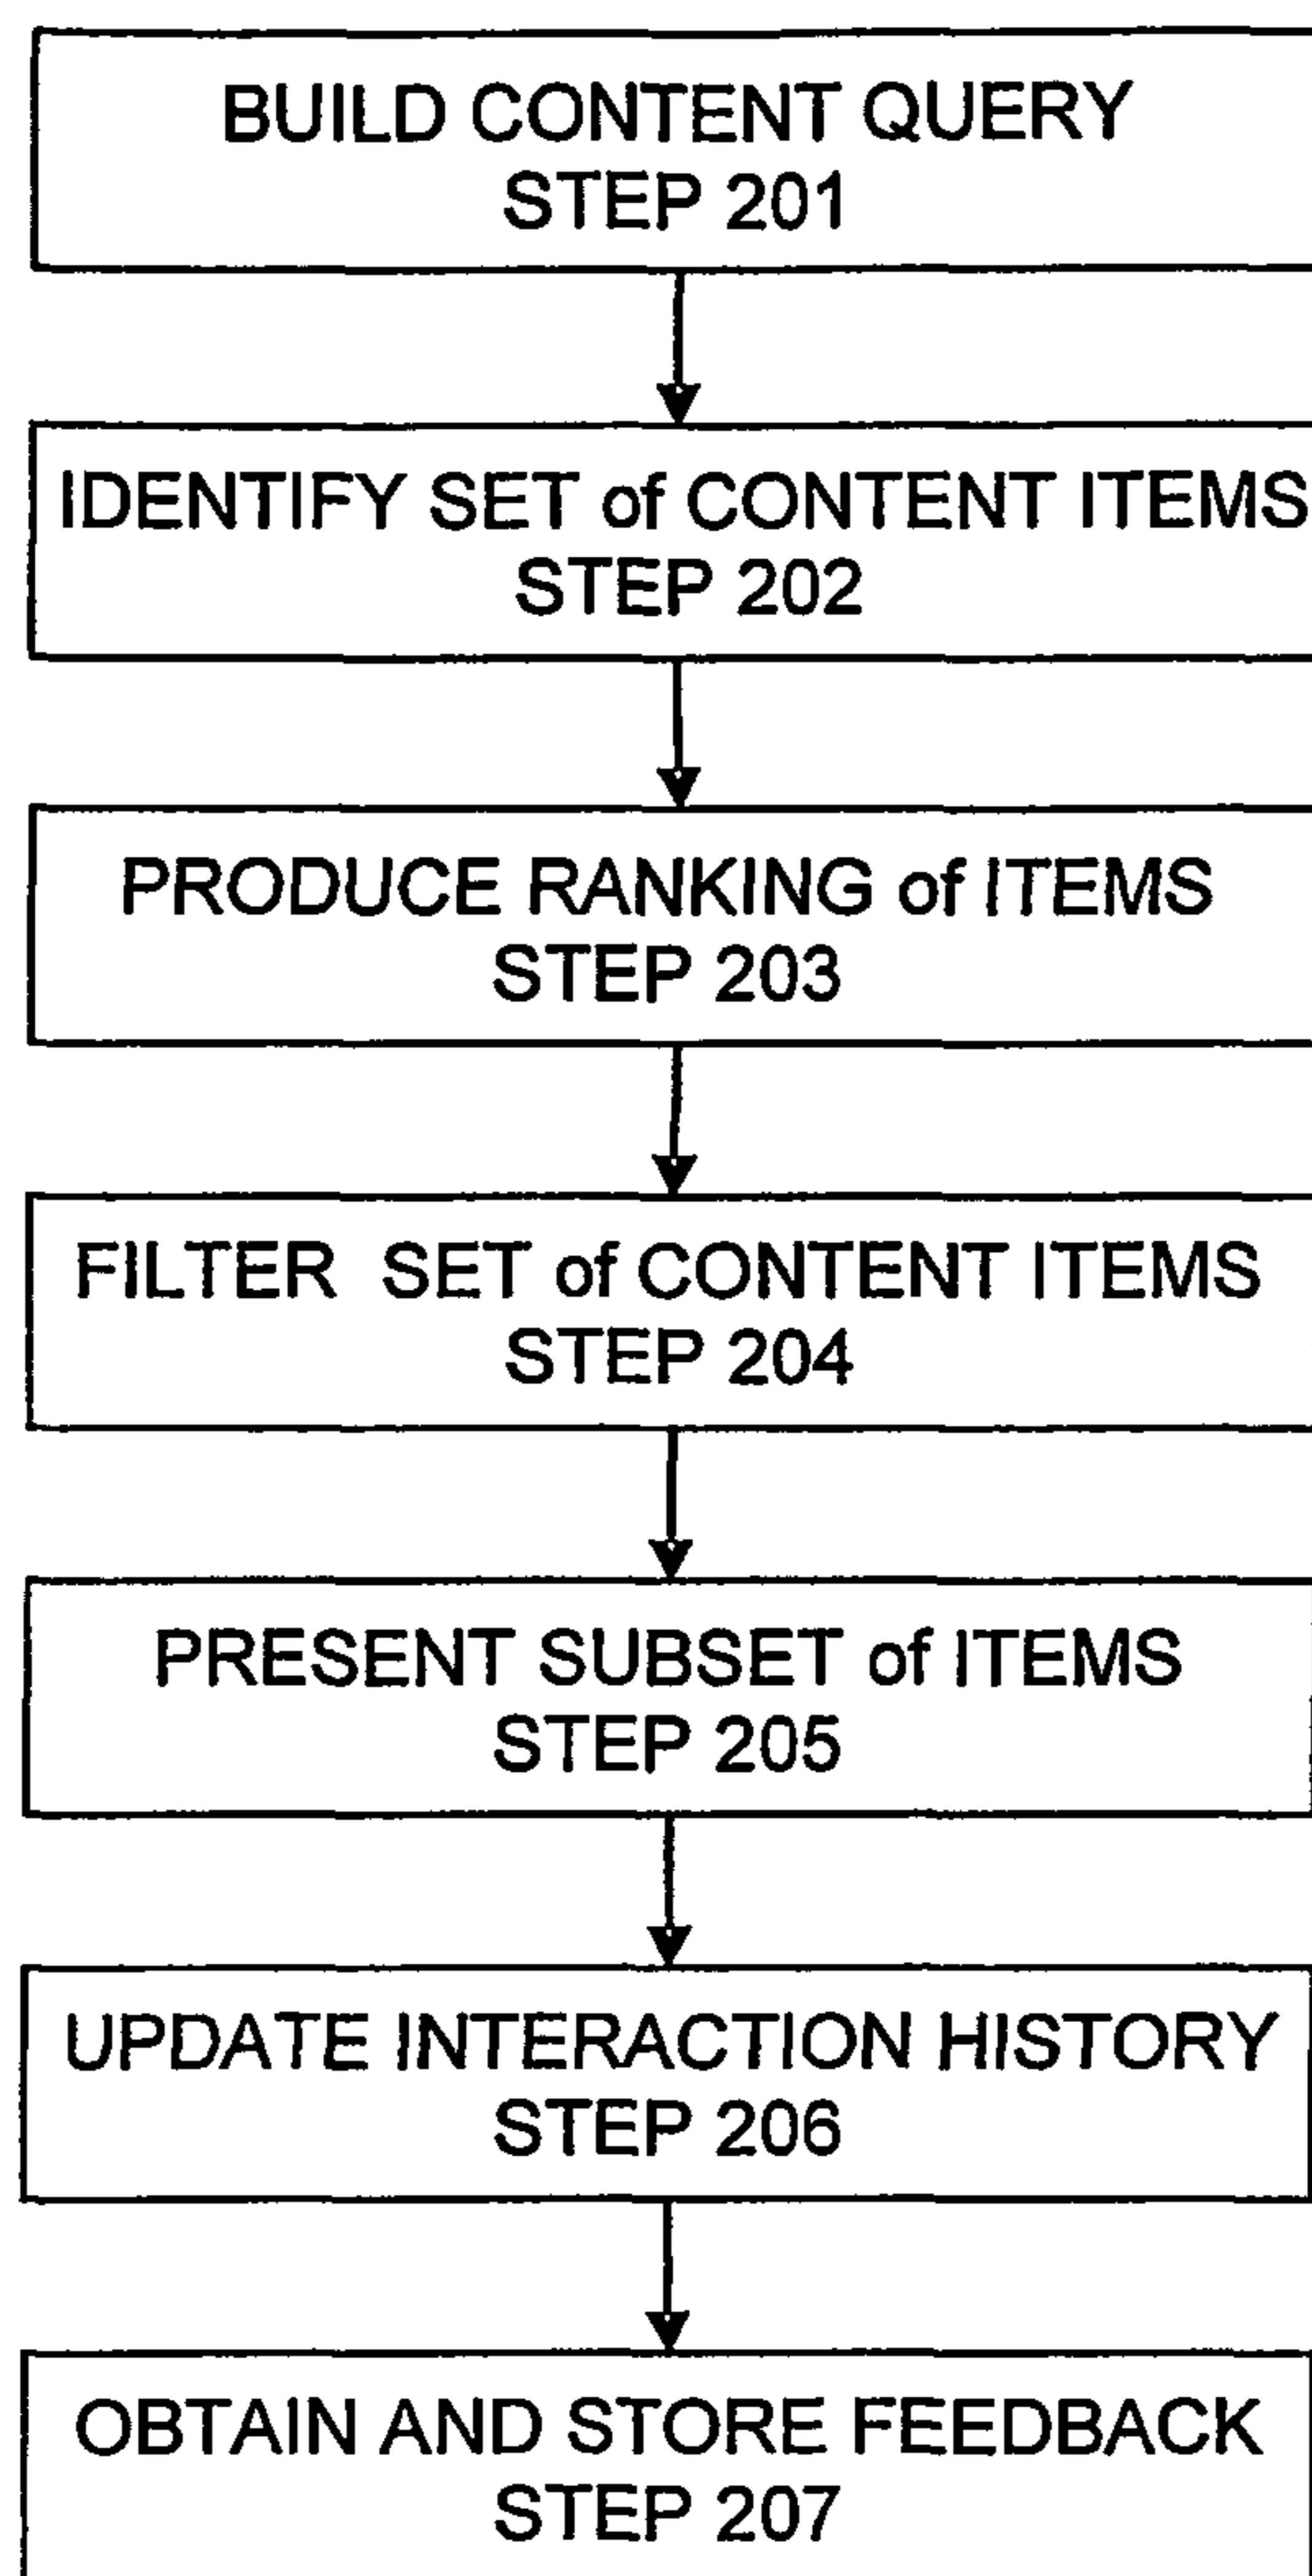 BUILD CONTENT QUERY
STEP 201
IDENTIFY SET of CONTENT ITEMS
STEP 202
PRODUCE RANKING of ITEMS
STEP 203
FILTER SET of CONTENT ITEMS
STEP 204
PRESENT SUBSET of ITEMS
STEP 205
UPDATE INTERACTION HISTORY
STEP 206
OBTAIN AND STORE FEEDBACK
STEP 207